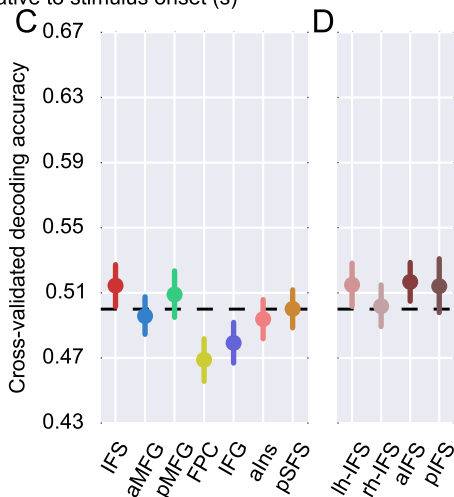 to stimulus onset (s)
C
D
Cross-validated decoding accuracy
0.67
0.63
0.59
0.55
0.51
0.47
0.43
IFS
aMFG
pMFG
FPC
IFG
aIns
pSFS
lh-IFS
rh-IFS
aIFS
pIFS